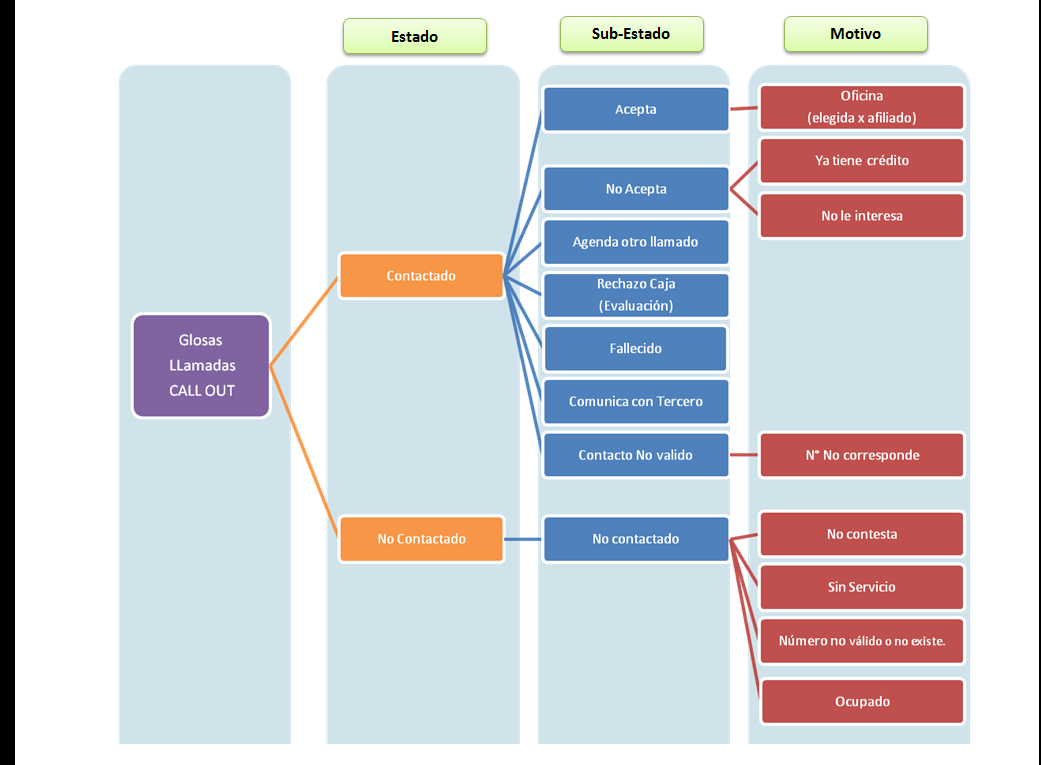 Estado
Sub-Estado
Motivo
Glosas
LLamadas
CALL OUT
Contactado
No Contactado
Acepta
No Acepta
Agenda otro llamado
Rechazo Caja
(Evaluación)
Fallecido
Comunica con Tercero
Contacto No valido
No contactado
Oficina
(elegida x afiliado)
Ya tiene crédito
No le interesa
N° No corresponde
No contesta
Sin Servicio
Número no válido o no existe.
Ocupado